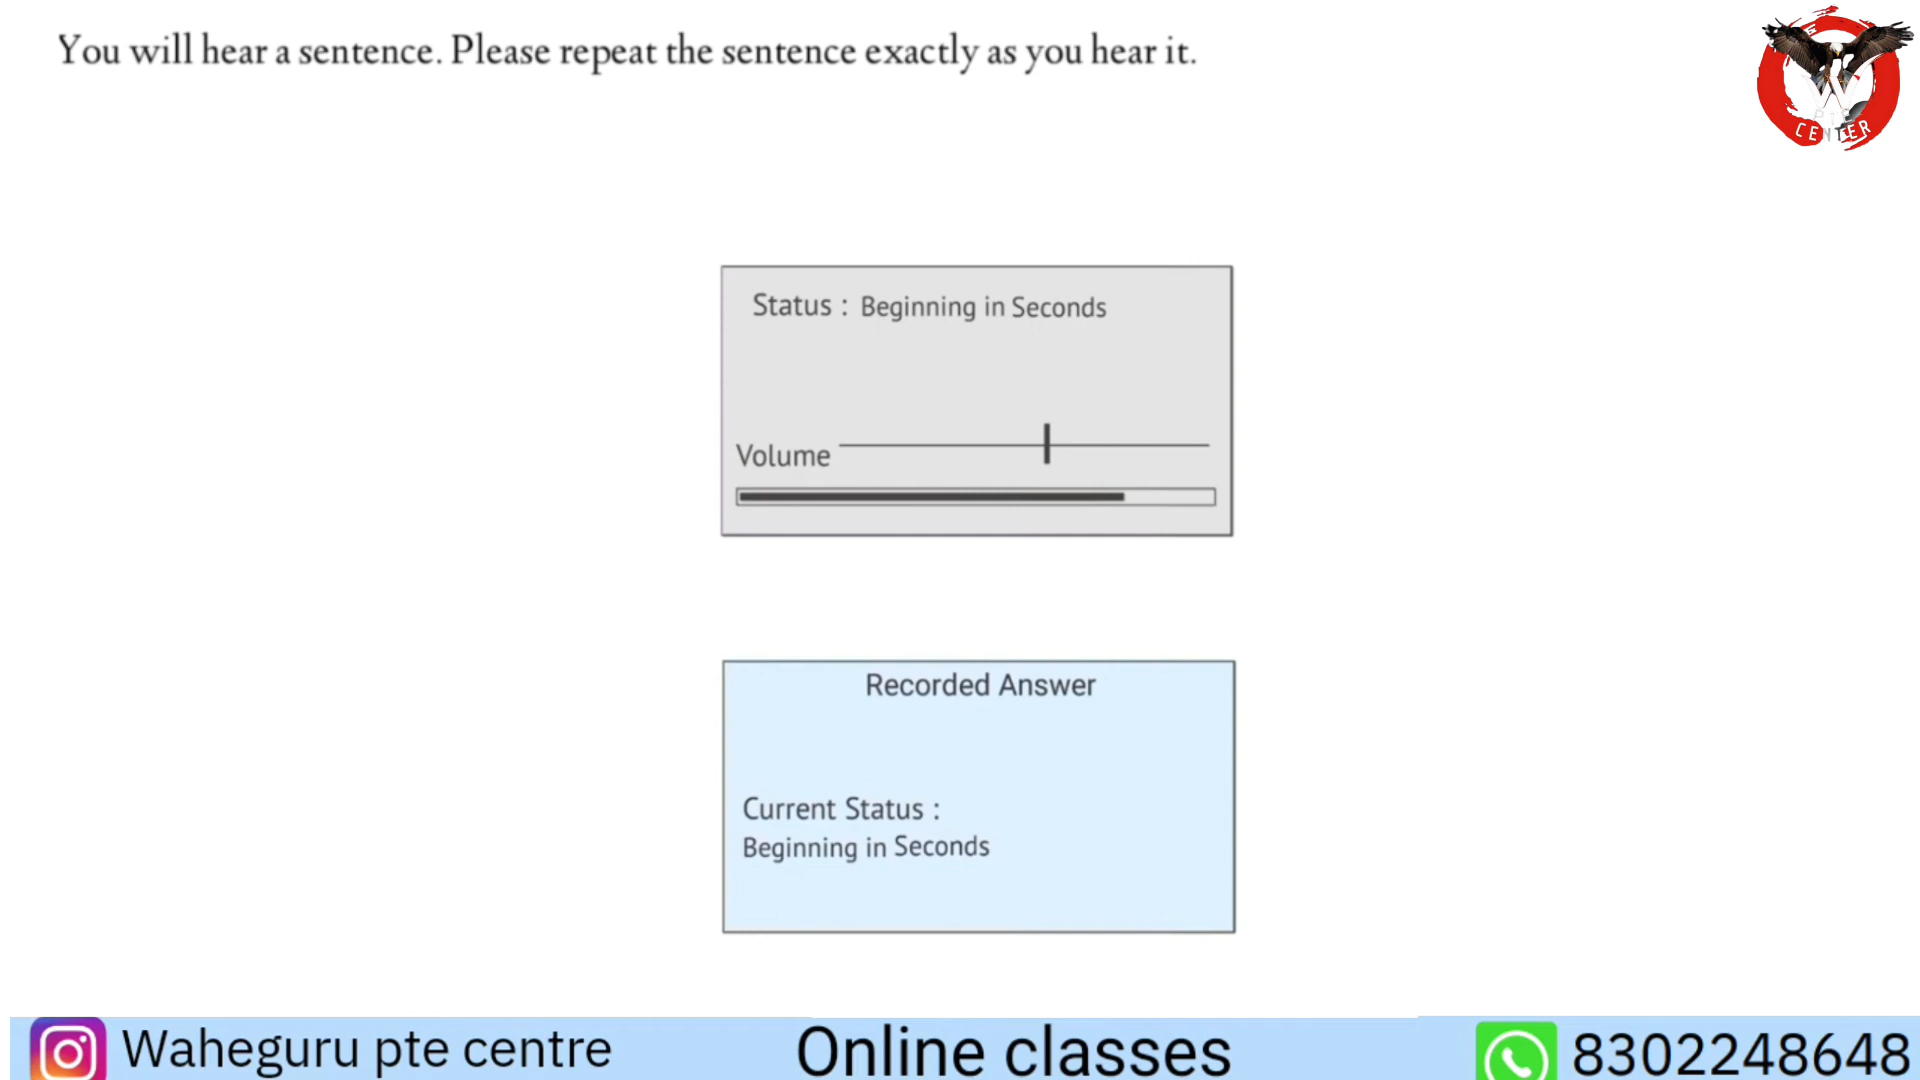 You will hear a sentence. Please repeat the sentence exactly as you hear it.
CENTER
Status : Beginning in Seconds
Volume
Recorded Answer
Current Status :
Beginning in Seconds
Waheguru pte centre Online classes 8302248648